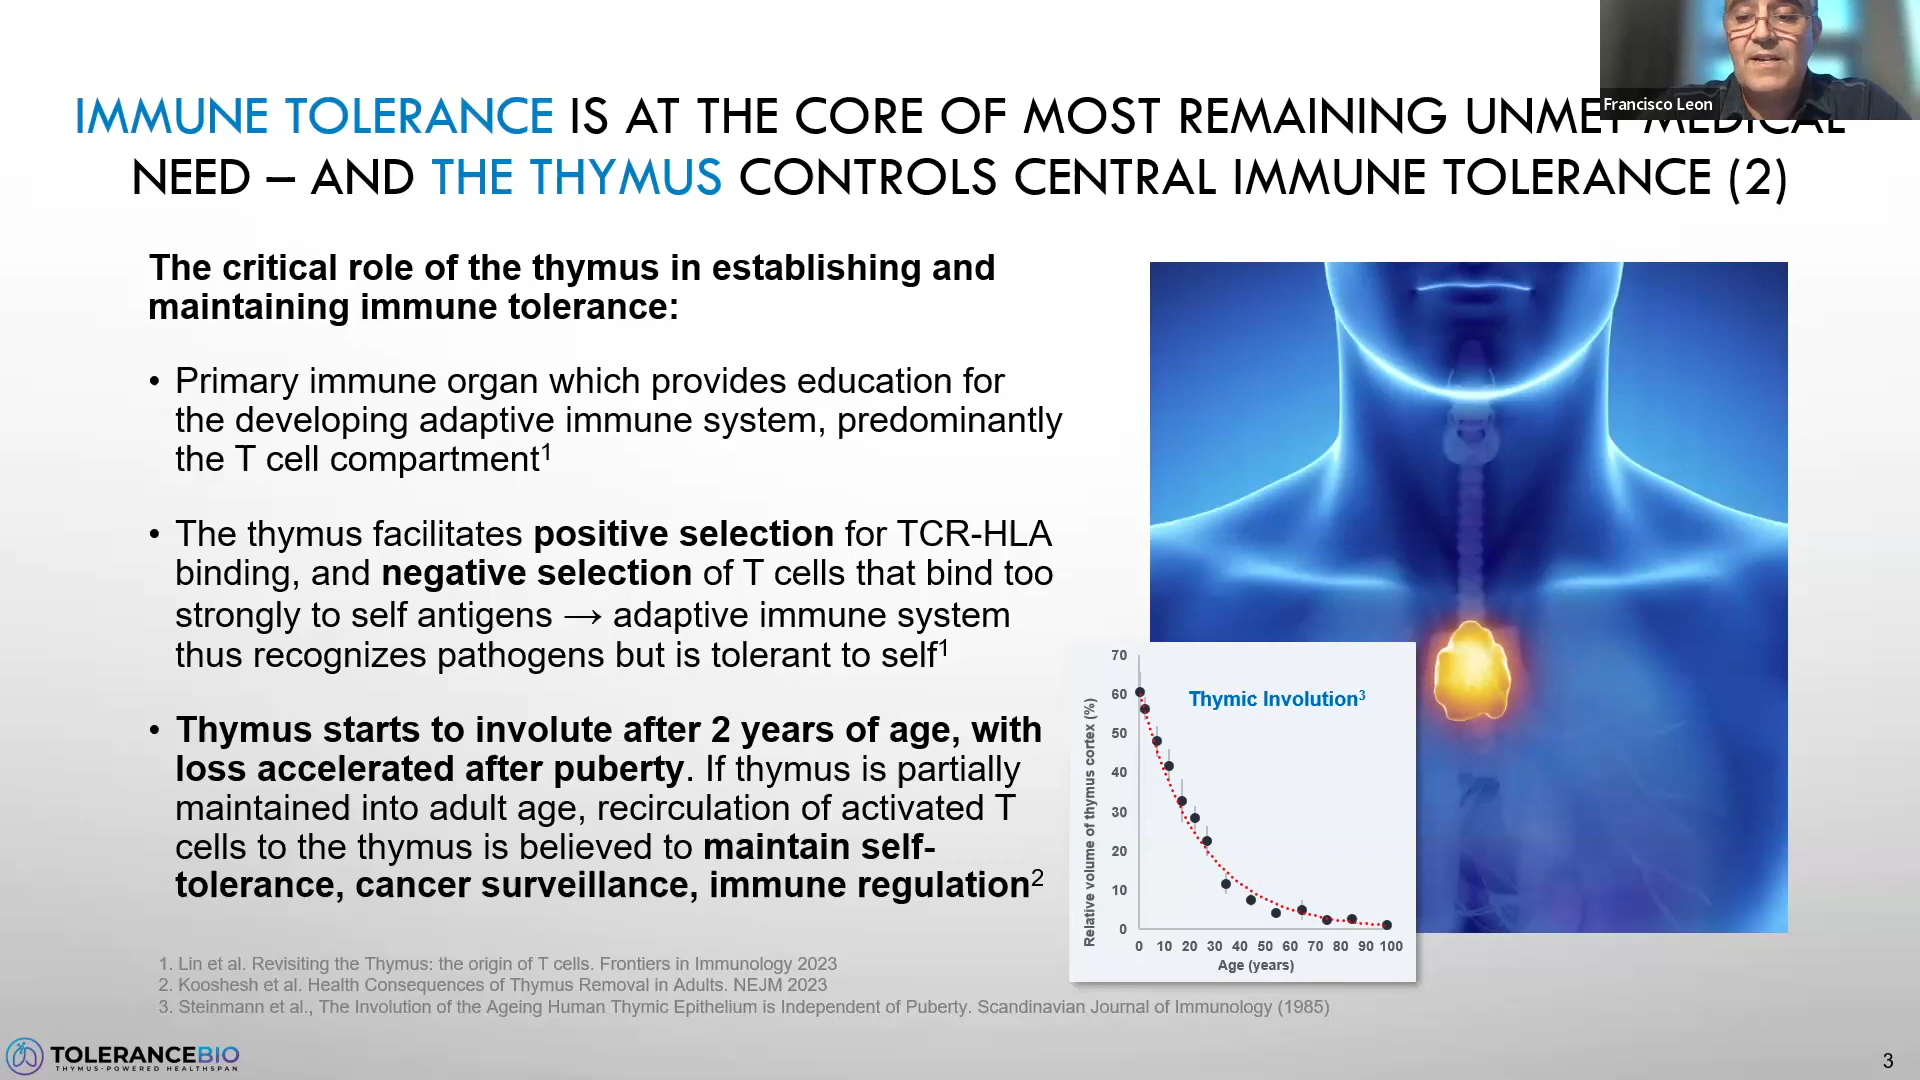 Francisco Leon
IMMUNE TOLERANCE IS AT THE CORE OF MOST REMAINING UNMET MEDICAL
NEED – AND THE THYMUS CONTROLS CENTRAL IMMUNE TOLERANCE (2)
The critical role of the thymus in establishing and
maintaining immune tolerance:
• Primary immune organ which provides education for
the developing adaptive immune system, predominantly
the T cell compartment1
• The thymus facilitates positive selection for TCR-HLA
binding, and negative selection of T cells that bind too
strongly to self antigens → adaptive immune system
thus recognizes pathogens but is tolerant to self1
• Thymus starts to involute after 2 years of age, with
loss accelerated after puberty. If thymus is partially
maintained into adult age, recirculation of activated T
cells to the thymus is believed to maintain self-
tolerance, cancer surveillance, immune regulation2
Thymic Involution3
Relative volume of thymus cortex (%)
70
60
50
40
30
20
10
0
0 10 20 30 40 50 60 70 80 90 100
Age (years)
1. Lin et al. Revisiting the Thymus: the origin of T cells. Frontiers in Immunology 2023
2. Kooshesh et al. Health Consequences of Thymus Removal in Adults. NEJM 2023
3. Steinmann et al., The Involution of the Ageing Human Thymic Epithelium is Independent of Puberty. Scandinavian Journal of Immunology (1985)
TOLERANCEBIO
THYMUS-POWERED HEALTHSPAN
3